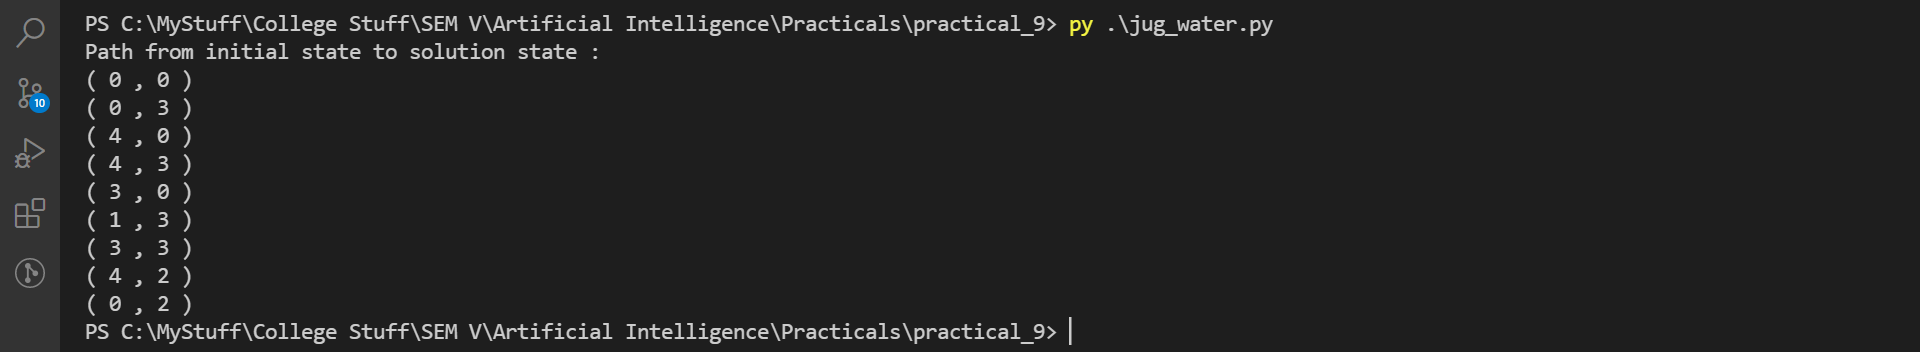 PS C:\MyStuff\College Stuff\SEM V\Artificial Intelligence\Practicals\practical_9> py .\jug_water.py
Path from initial state to solution state :
( 0 , 0 )
( 0 , 3 )
( 4 , 0 )
( 4 , 3 )
( 3 , 0 )
( 1 , 3 )
( 3 , 3 )
( 4 , 2 )
( 0 , 2 )
PS C:\MyStuff\College Stuff\SEM V\Artificial Intelligence\Practicals\practical_9>
10